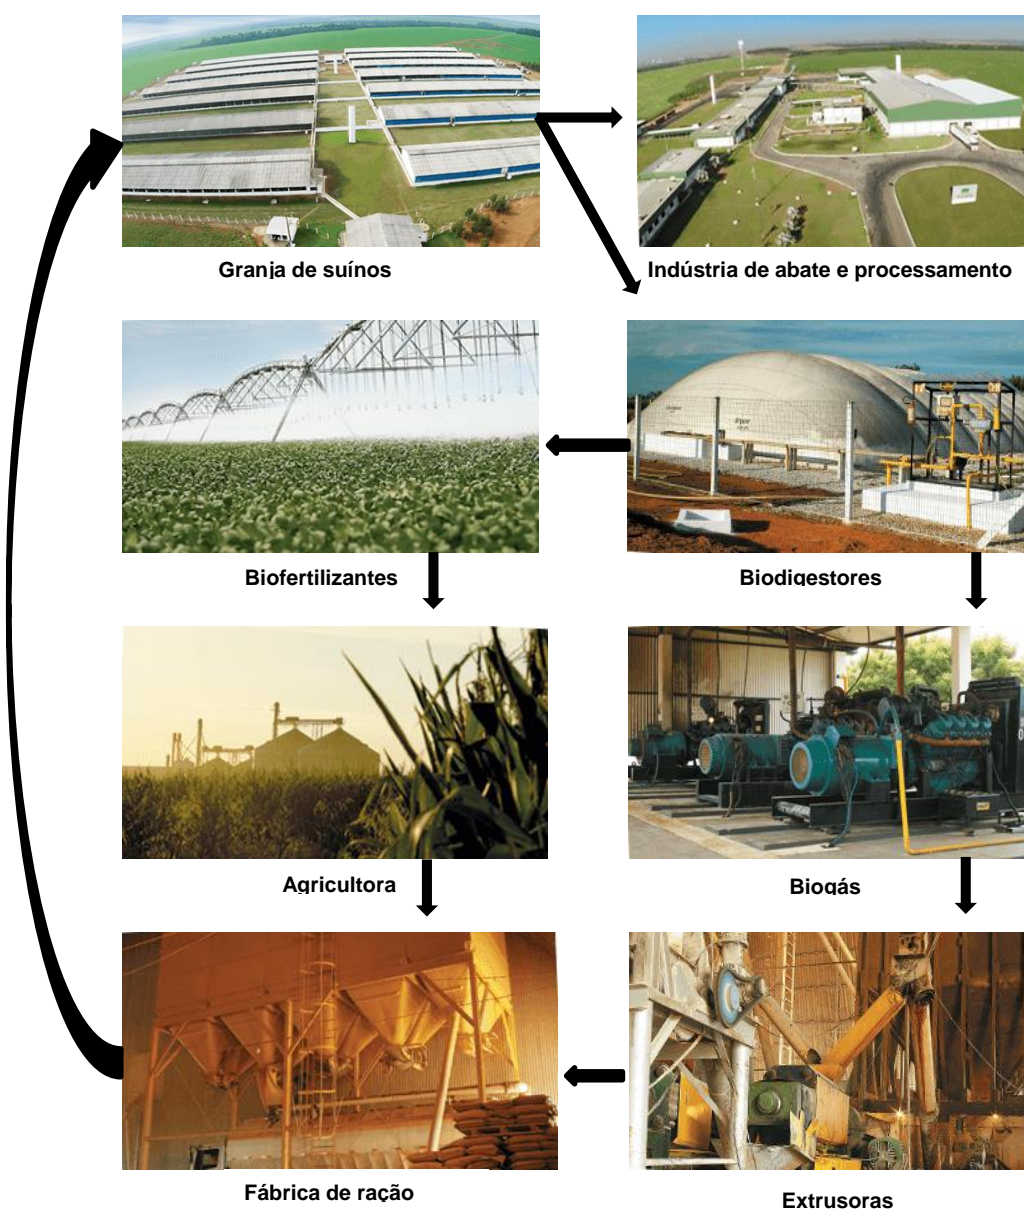 Granja de suínos
Indústria de abate e processamento
Biofertilizantes
Biodigestores
Agricultora
Biogás
Fábrica de ração
Extrusoras